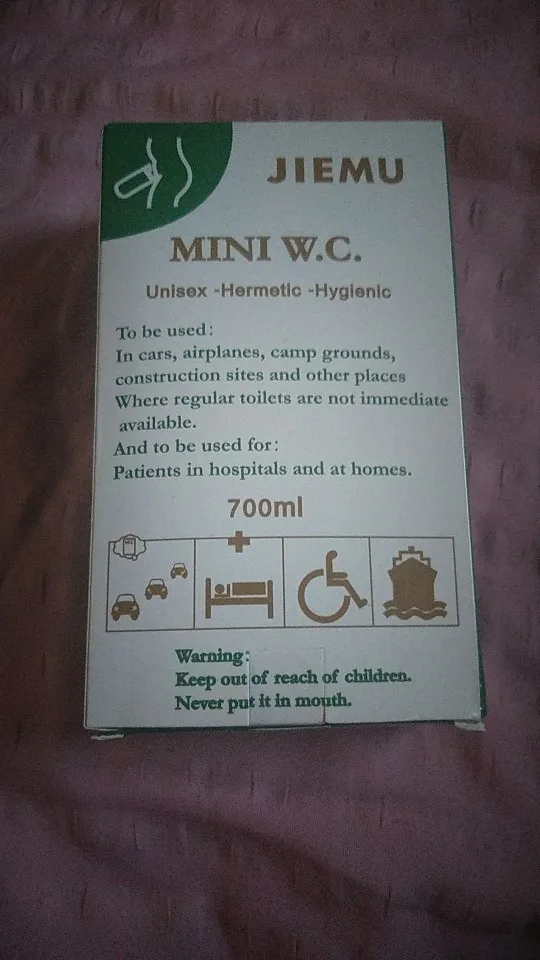 JIEMU
MINI W.C.
Unisex -Hermetic -Hygienic
To be used:
In cars, airplanes, camp grounds,
construction sites and other places
Where regular toilets are not immediate
available.
And to be used for:
Patients in hospitals and at homes.
700ml
Warning:
Keep out of reach of children.
Never put it in mouth.